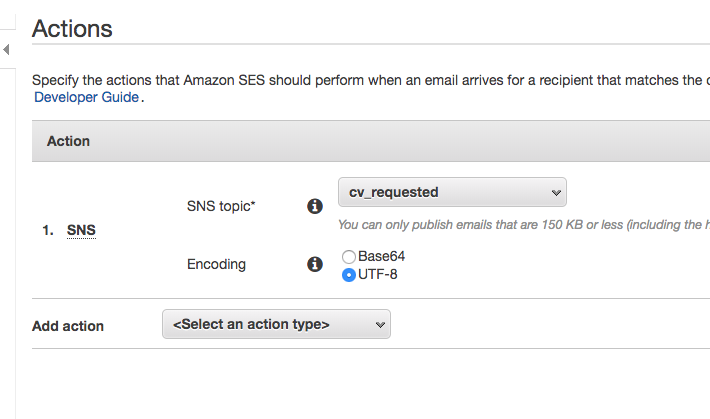 Actions
Specify the actions that Amazon SES should perform when an email arrives for a recipient that matches the
Developer Guide.
Action
SNS topic*
cv_requested
You can only publish emails that are 150 KB or less (including the
1. SNS
Encoding
Base64
UTF-8
Add action
<Select an action type>